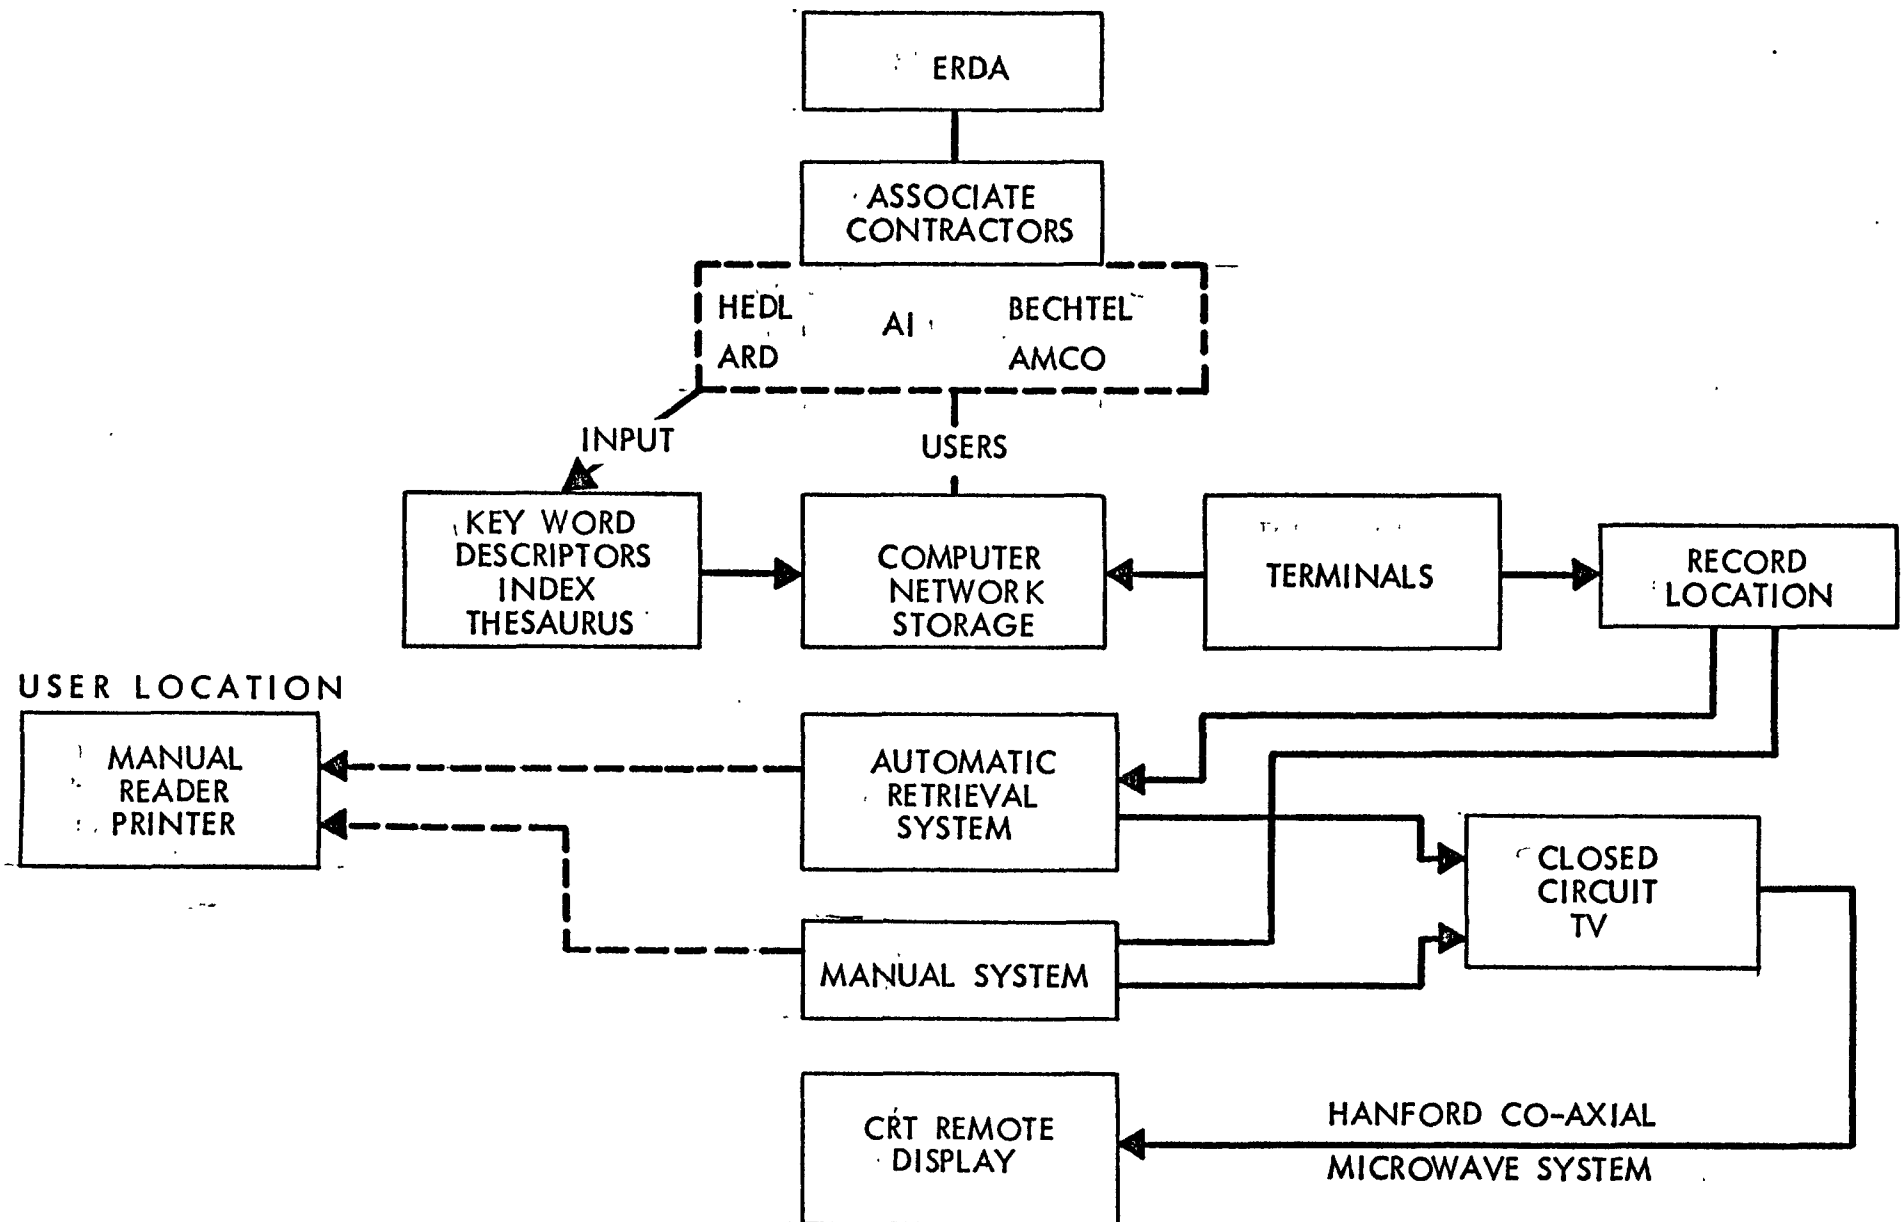 ERDA
ASSOCIATE
CONTRACTORS
HEDL
AI
BECHTEL
ARD
AMCO
INPUT
USERS
KEY WORD
DESCRIPTORS
INDEX
THESAURUS
COMPUTER
NETWORK
STORAGE
TERMINALS
RECORD
LOCATION
USER LOCATION
MANUAL
READER
PRINTER
AUTOMATIC
RETRIEVAL
SYSTEM
CLOSED
CIRCUIT
TV
MANUAL SYSTEM
CRT REMOTE
DISPLAY
HANFORD CO-AXIAL
MICROWAVE SYSTEM